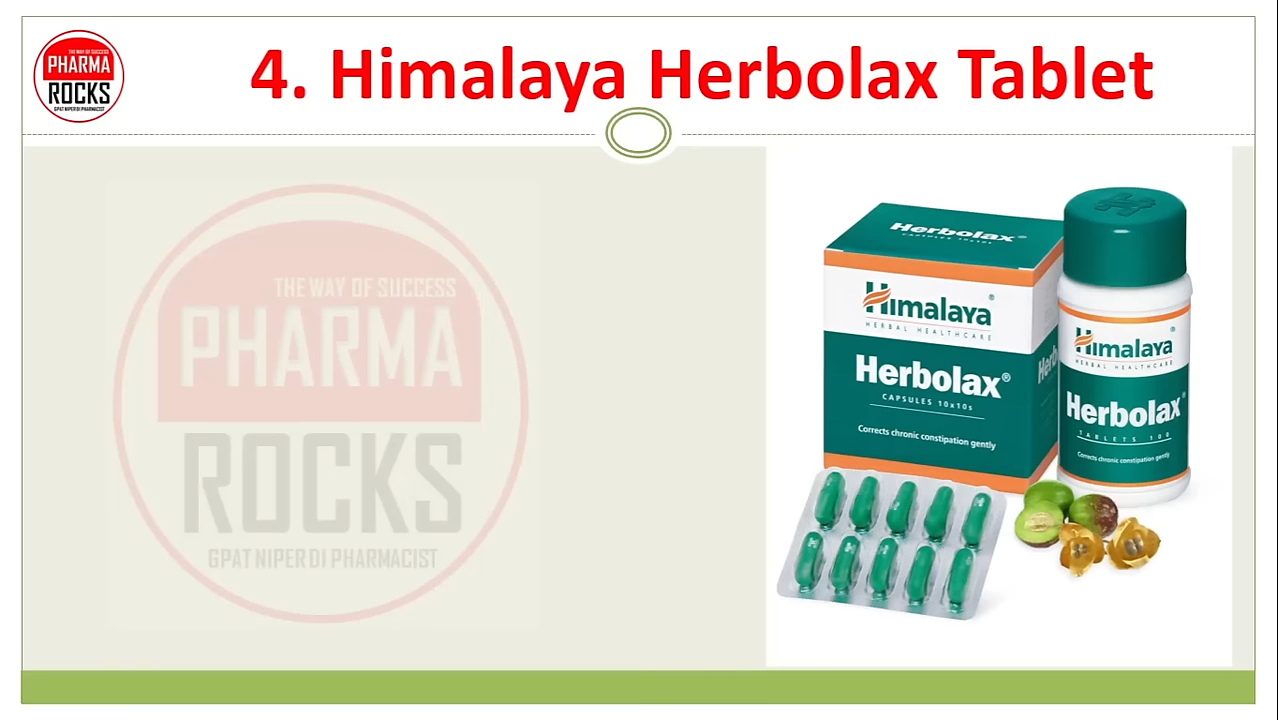 THE WAY OF SUCCESS
PHARMA
ROCKS
GPAT NIPER DI PHARMACIST
4. Himalaya Herbolax Tablet
THE WAY OF SUCCESS
PHARMA
ROCKS
GPAT NIPER DI PHARMACIST
Herbolax®
CAPSULES 10x10s
Himalaya®
HERBAL HEALTHCARE
Herbolax®
CAPSULES 10x10s
Corrects chronic constipation gently
Himalaya®
HERBAL HEALTHCARE
Herbolax®
TABLETS 100
Corrects chronic constipation gently